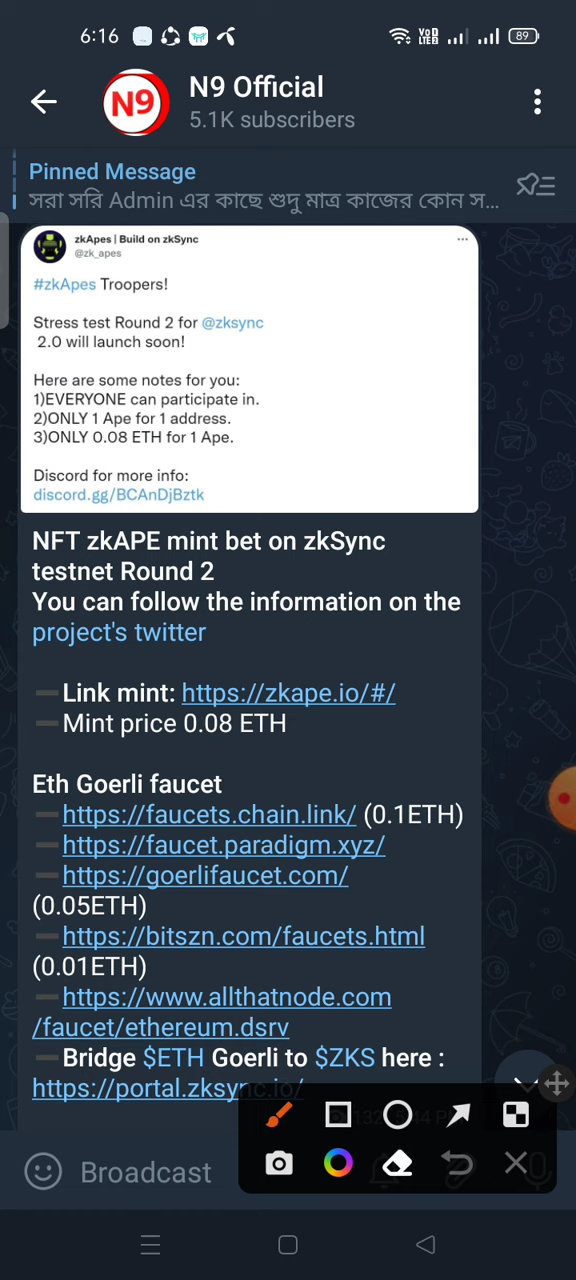 6:16
Vo
LTE2
89
N9
N9 Official
5.1K subscribers
Pinned Message
সরা সরি Admin এর কাছে শুদু মাত্র কাজের কোন স...
zkApes | Build on zkSync
@zk_apes
#zkApes Troopers!
Stress test Round 2 for @zksync
2.0 will launch soon!
Here are some notes for you:
1)EVERYONE can participate in.
2)ONLY 1 Ape for 1 address.
3)ONLY 0.08 ETH for 1 Ape.
Discord for more info:
discord.gg/BCAnDjBztk
NFT zkAPE mint bet on zkSync
testnet Round 2
You can follow the information on the
project's twitter
➖Link mint: https://zkape.io/#/
➖Mint price 0.08 ETH
Eth Goerli faucet
➖https://faucets.chain.link/ (0.1ETH)
➖https://faucet.paradigm.xyz/
➖https://goerlifaucet.com/
(0.05ETH)
➖https://bitszn.com/faucets.html
(0.01ETH)
➖https://www.allthatnode.com
/faucet/ethereum.dsrv
➖Bridge $ETH Goerli to $ZKS here :
https://portal.zksync.io/
Broadcast